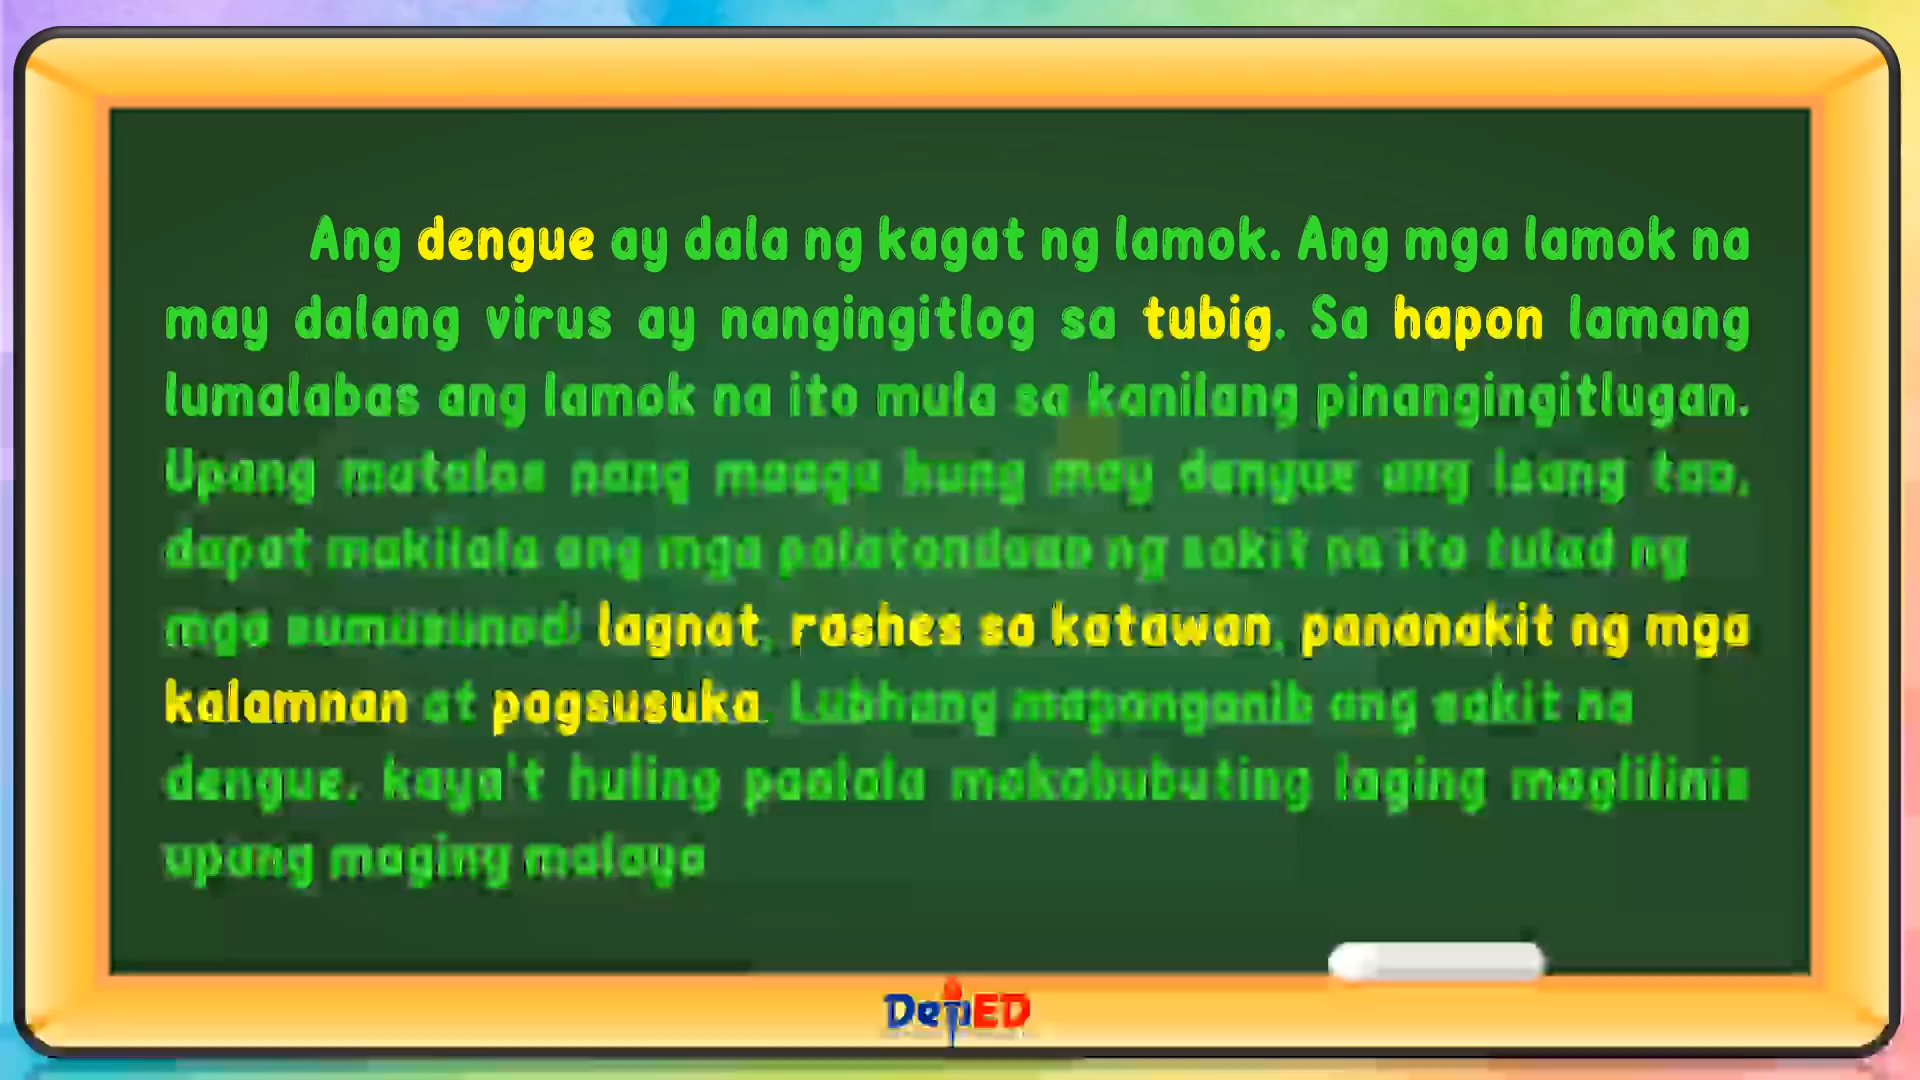 Ang dengue ay dala ng kagat ng lamok. Ang mga lamok na
may dalang virus ay nangingitlog sa tubig. Sa hapon lamang
lumalabas ang lamok na ito mula sa kanilang pinangingitlugan.
Upang matalos nang maaga kung may dengue ang isang tao,
dapat makilala ang mga palatandaan ng sakit na ito tulad ng
mga sumusunod: lagnat, rashes sa katawan, pananakit ng mga
kalamnan at pagsusuka. Lubhang mapanganib ang sakit na
dengue, kaya't huling paalala makabubuting laging maglilinis
upang maging malaya
DepED